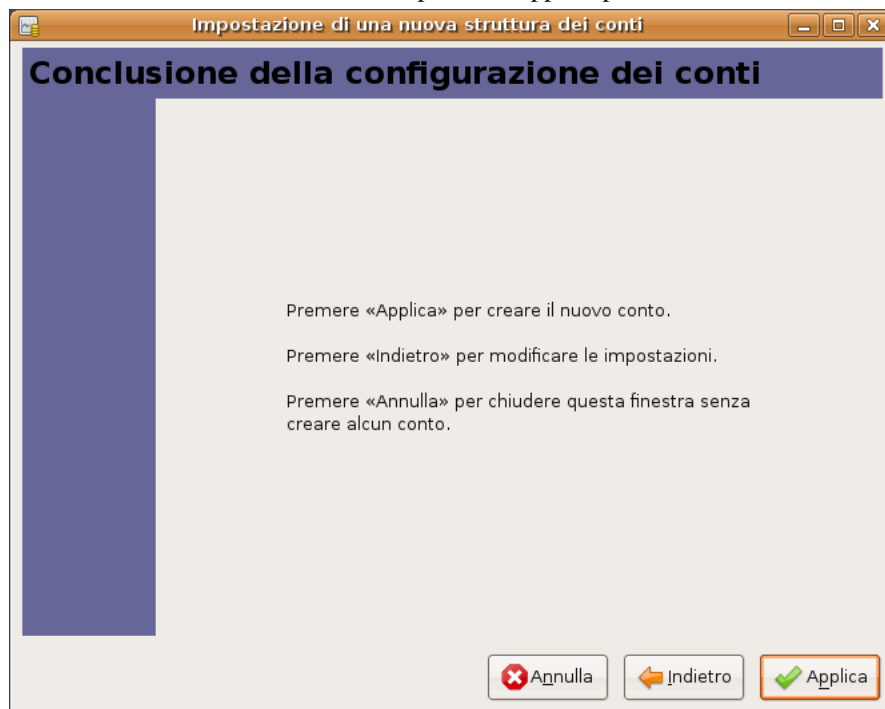 Impostazione di una nuova struttura dei conti
Conclusione della configurazione dei conti
Premere «Applica» per creare il nuovo conto.
Premere «Indietro» per modificare le impostazioni.
Premere «Annulla» per chiudere questa finestra senza
creare alcun conto.
Annulla
Indietro
Applica